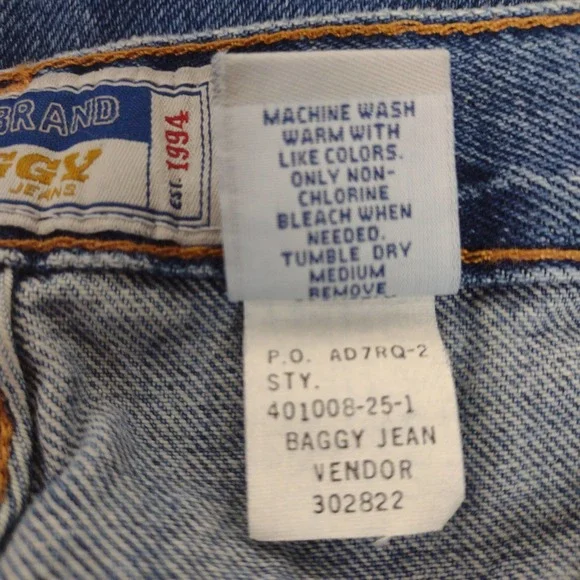 BRAND
GGY
JEANS
EST. 1994
MACHINE WASH
WARM WITH
LIKE COLORS.
ONLY NON-
CHLORINE
BLEACH WHEN
NEEDED.
TUMBLE DRY
MEDIUM
REMOVE
P.O. AD7RQ-2
STY.
401008-25-1
BAGGY JEAN
VENDOR
302822